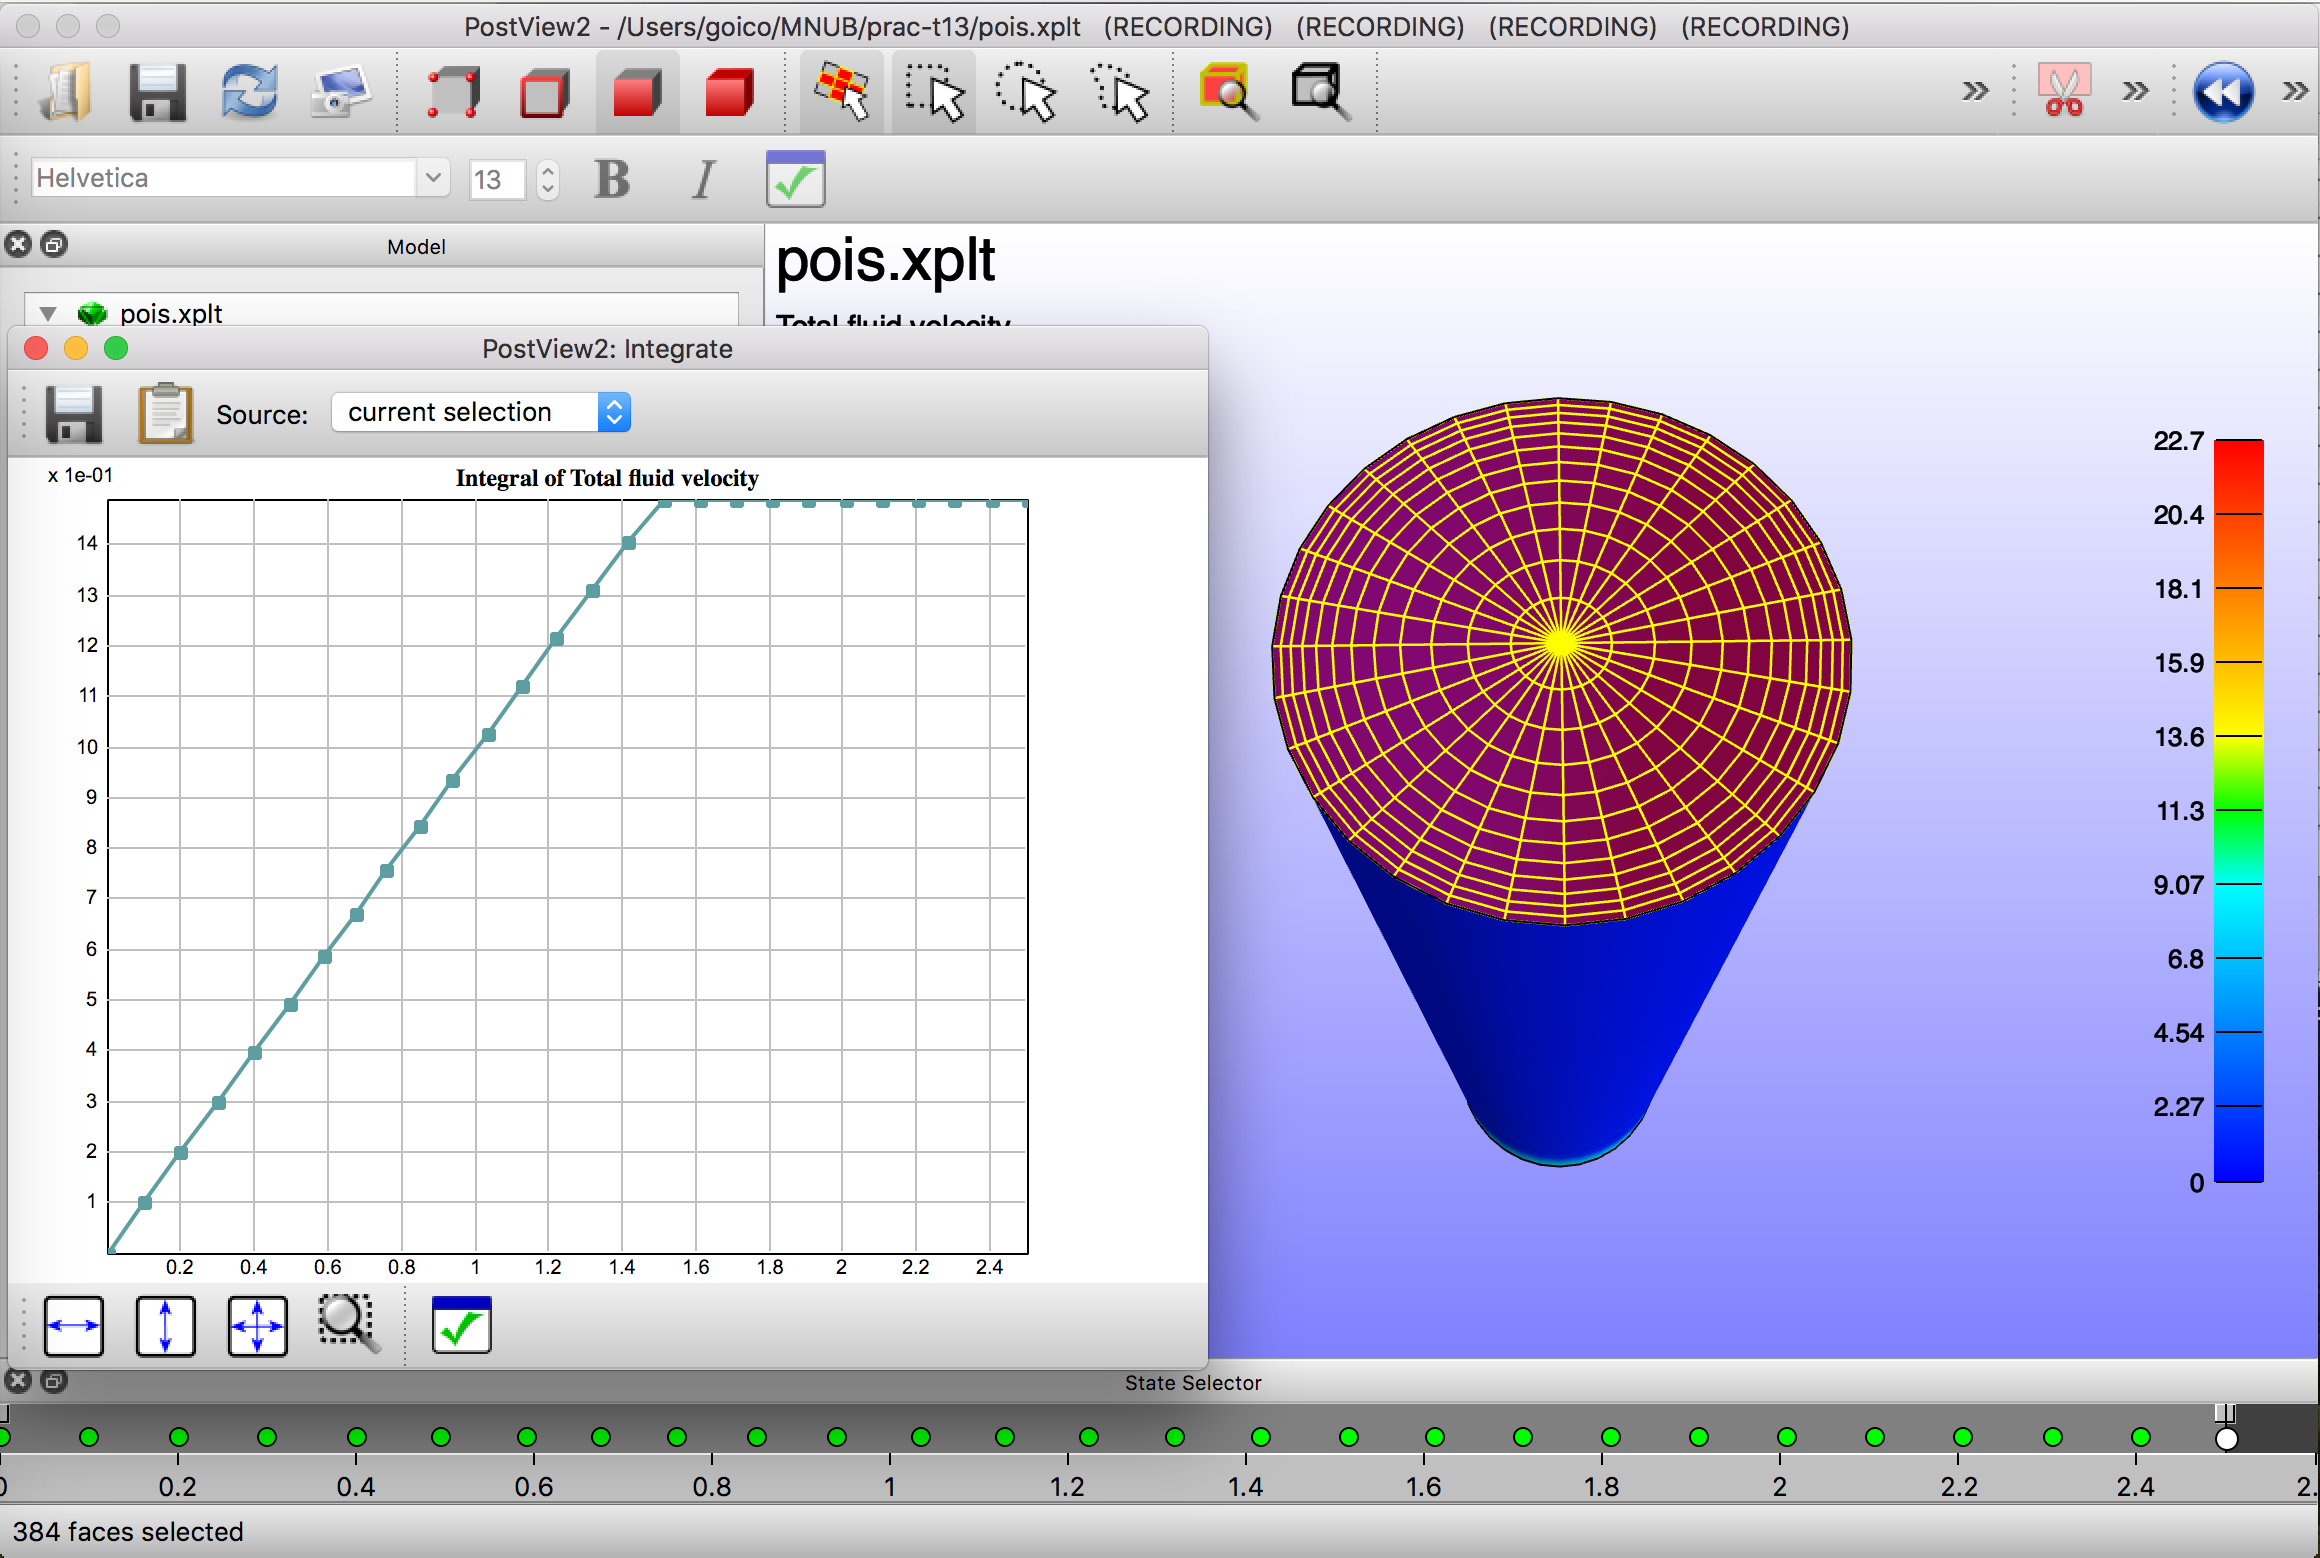 PostView2 - /Users/goico/MNUB/prac-t13/pois.xplt (RECORDING) (RECORDING) (RECORDING) (RECORDING)
Helvetica 13 B I
Model
pois.xplt
pois.xplt
Total fluid velocity
PostView2: Integrate
Source: current selection
x 1e-01
Integral of Total fluid velocity
14
13
12
11
10
9
8
7
6
5
4
3
2
1
0.2 0.4 0.6 0.8 1 1.2 1.4 1.6 1.8 2 2.2 2.4
22.7
20.4
18.1
15.9
13.6
11.3
9.07
6.8
4.54
2.27
0
State Selector
0 0.2 0.4 0.6 0.8 1 1.2 1.4 1.6 1.8 2 2.2 2.4 2.
384 faces selected